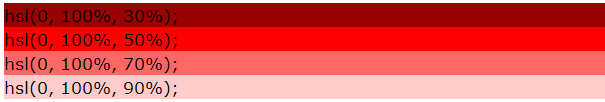 hsl(0, 100%, 30%);
hsl(0, 100%, 50%);
hsl(0, 100%, 70%);
hsl(0, 100%, 90%);